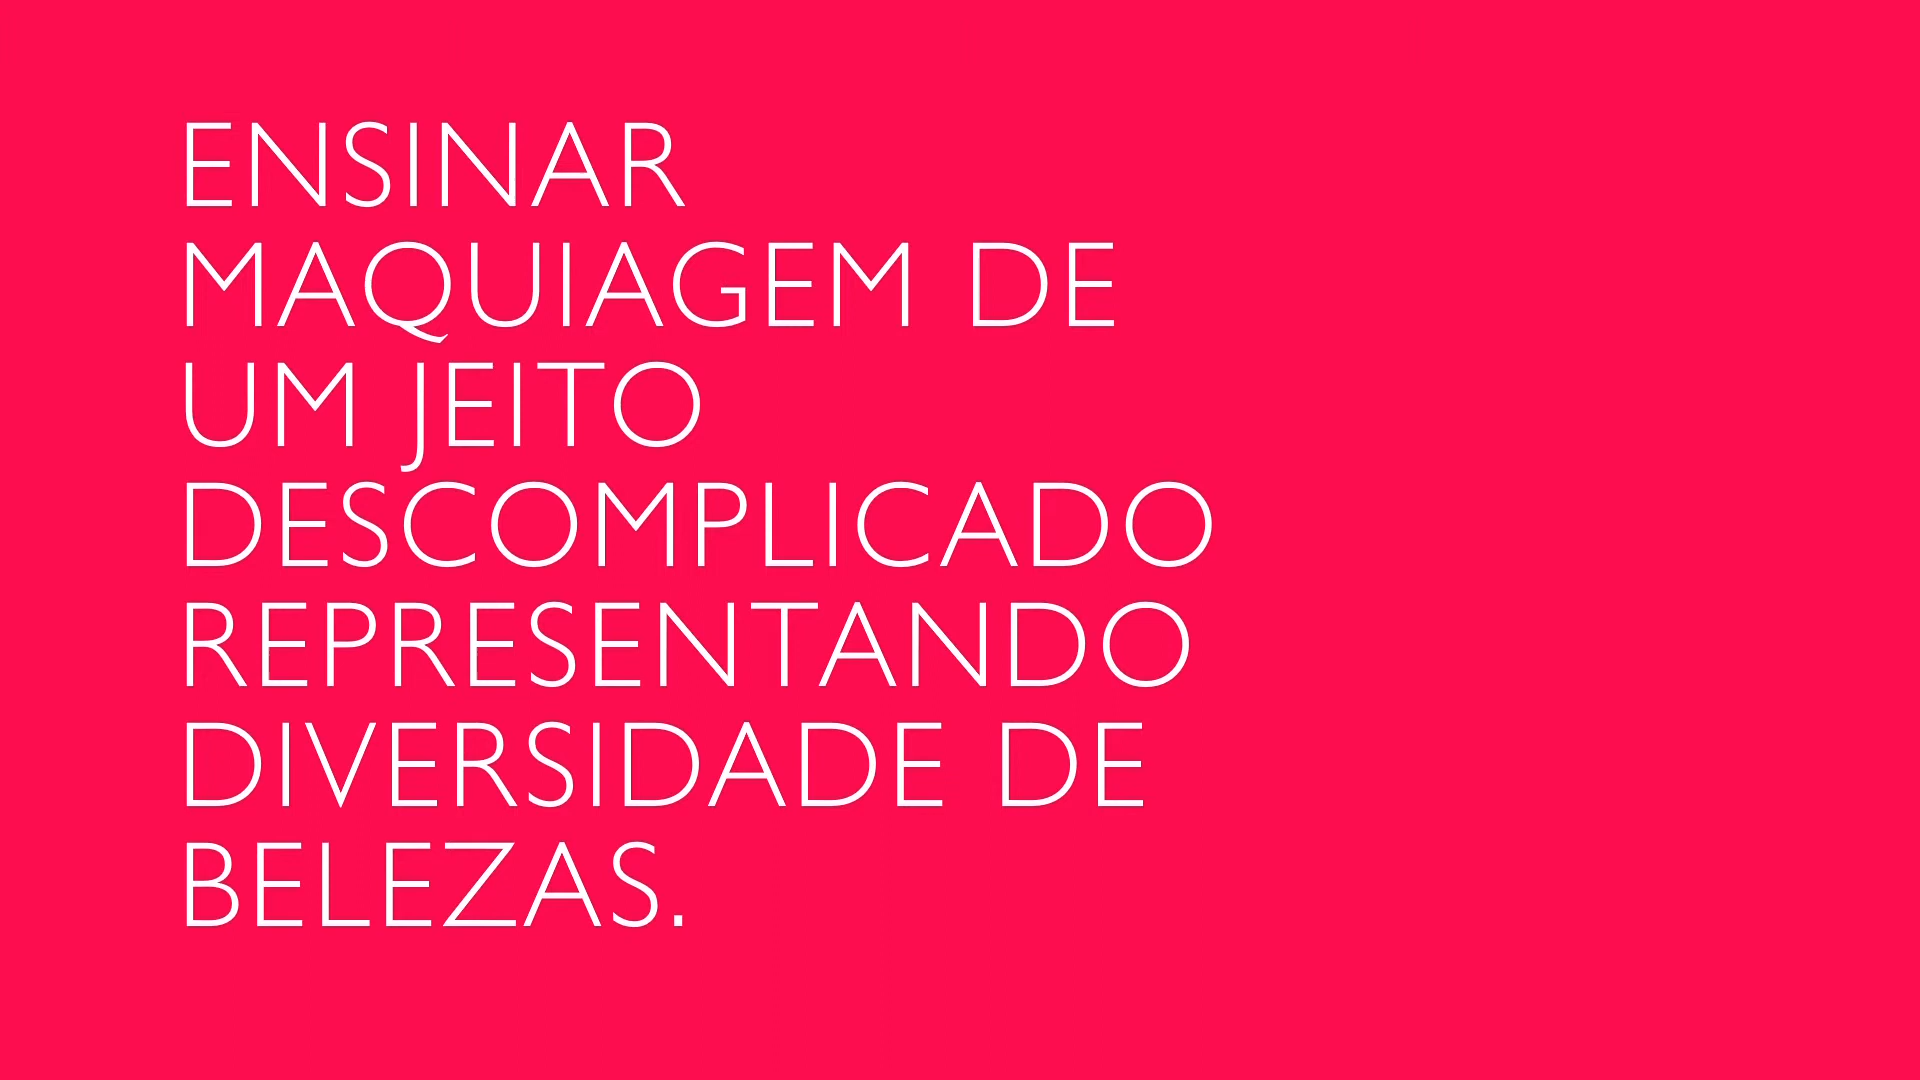 ENSINAR
MAQUIAGEM DE
UM JEITO
DESCOMPLICADO
REPRESENTANDO
DIVERSIDADE DE
BELEZAS.